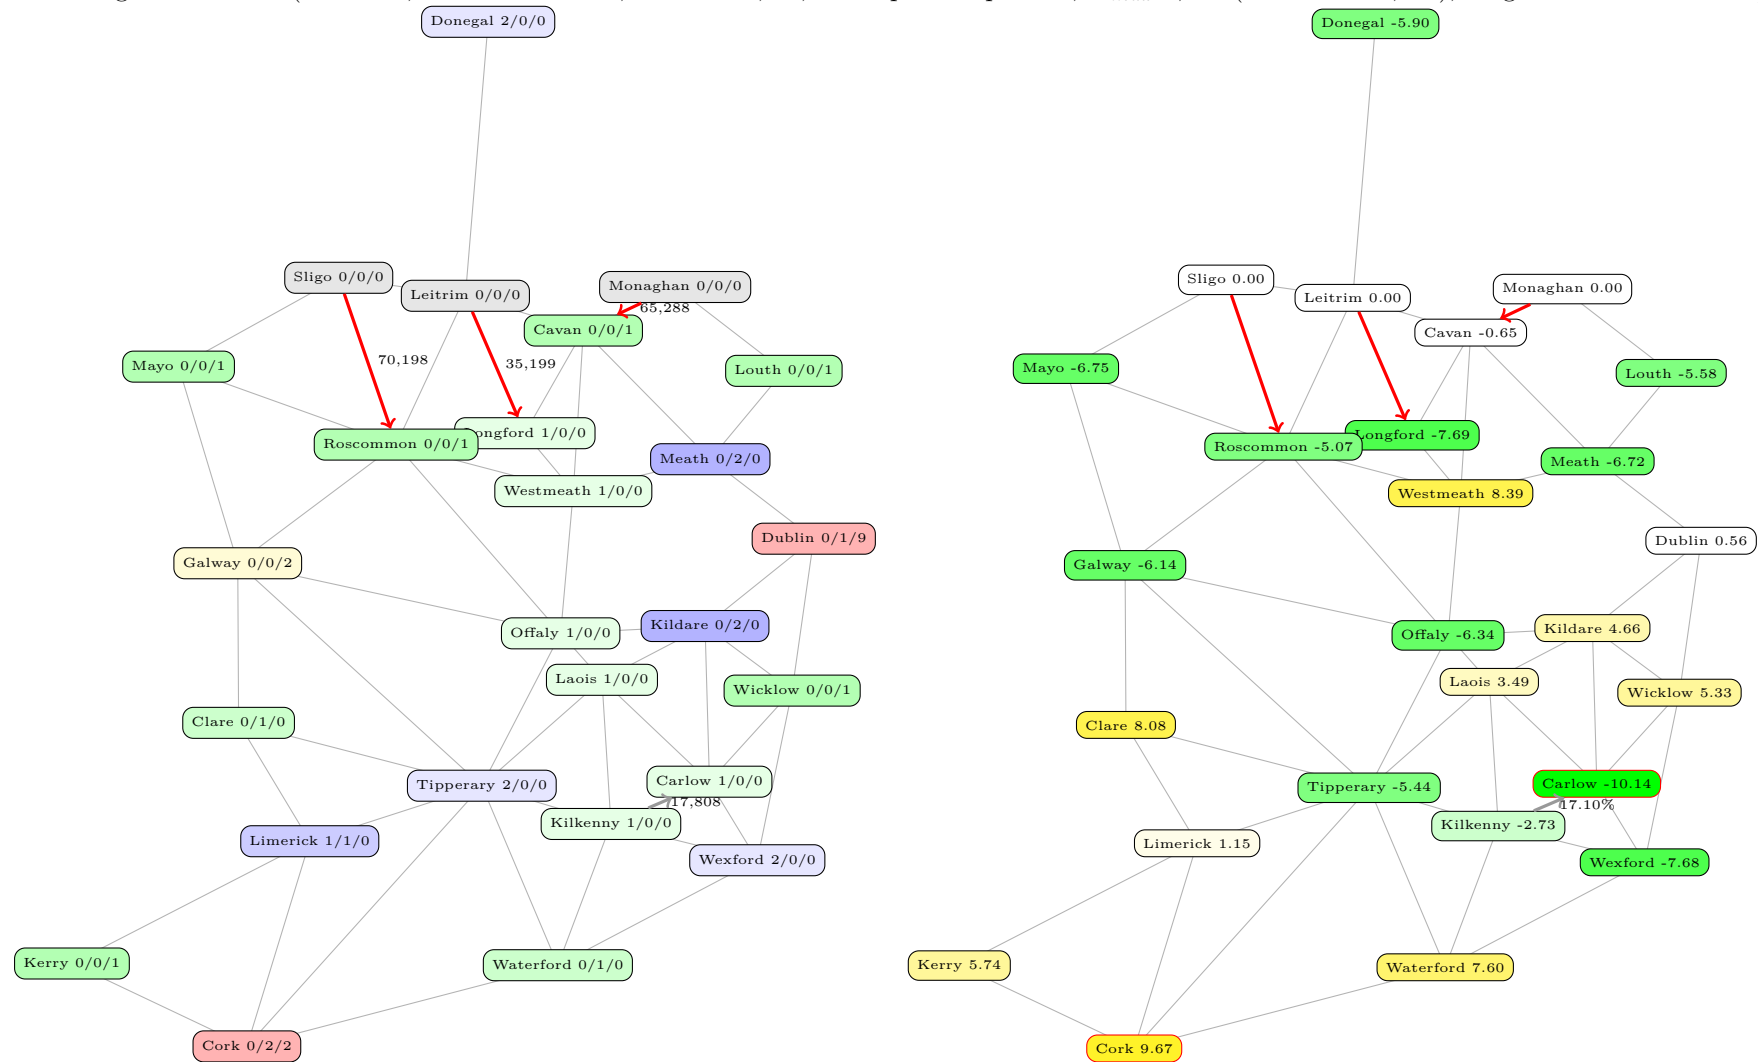 Donegal 2/0/0
Sligo 0/0/0
Leitrim 0/0/0
Monaghan 0/0/0
65,288
Cavan 0/0/1
Mayo 0/0/1
70,198
35,199
Louth 0/0/1
Roscommon 0/0/1
Longford 1/0/0
Meath 0/2/0
Westmeath 1/0/0
Dublin 0/1/9
Galway 0/0/2
Offaly 1/0/0
Kildare 0/2/0
Laois 1/0/0
Wicklow 0/0/1
Clare 0/1/0
Tipperary 2/0/0
Carlow 1/0/0
17,808
Kilkenny 1/0/0
Limerick 1/1/0
Wexford 2/0/0
Kerry 0/0/1
Waterford 0/1/0
Cork 0/2/2
Donegal -5.90
Sligo 0.00
Leitrim 0.00
Monaghan 0.00
Cavan -0.65
Mayo -6.75
Louth -5.58
Roscommon -5.07
Longford -7.69
Meath -6.72
Westmeath 8.39
Dublin 0.56
Galway -6.14
Offaly -6.34
Kildare 4.66
Laois 3.49
Wicklow 5.33
Clare 8.08
Tipperary -5.44
Carlow -10.14
17.10%
Kilkenny -2.73
Limerick 1.15
Wexford -7.68
Kerry 5.74
Waterford 7.60
Cork 9.67